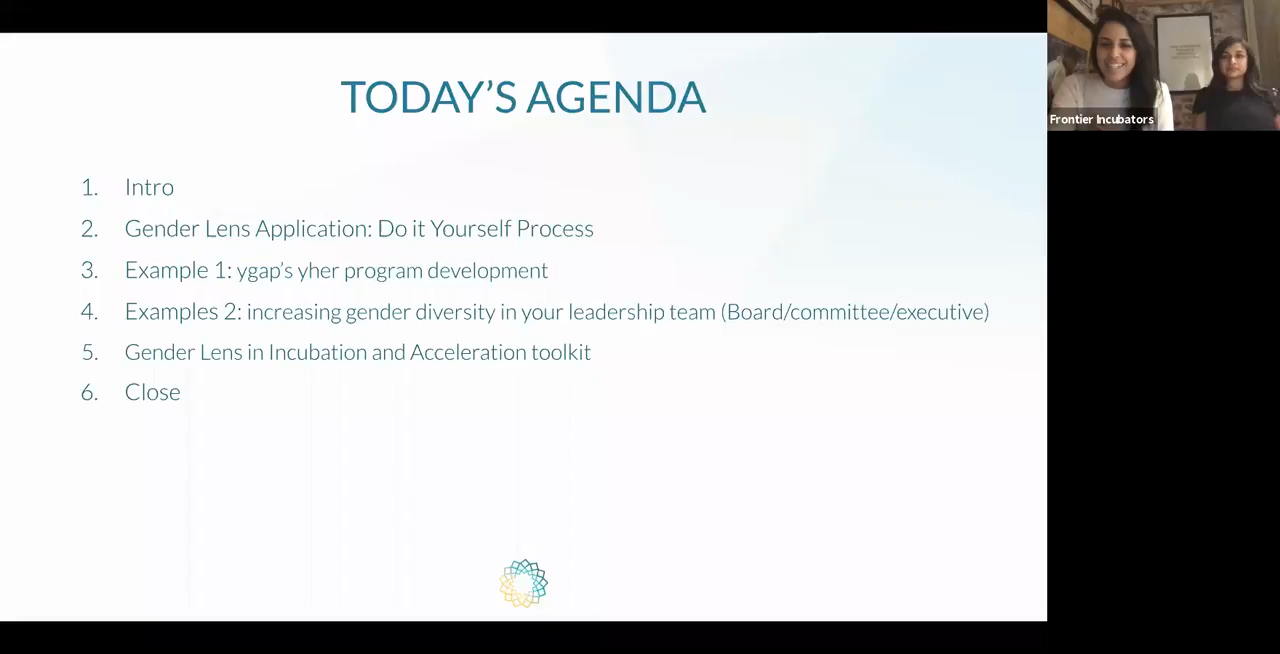 TODAY'S AGENDA
1. Intro
2. Gender Lens Application: Do it Yourself Process
3. Example 1: ygap's yher program development
4. Examples 2: increasing gender diversity in your leadership team (Board/committee/executive)
5. Gender Lens in Incubation and Acceleration toolkit
6. Close
Frontier Incubators